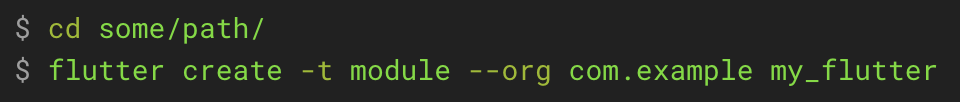 $ cd some/path/
$ flutter create -t module --org com.example my_flutter